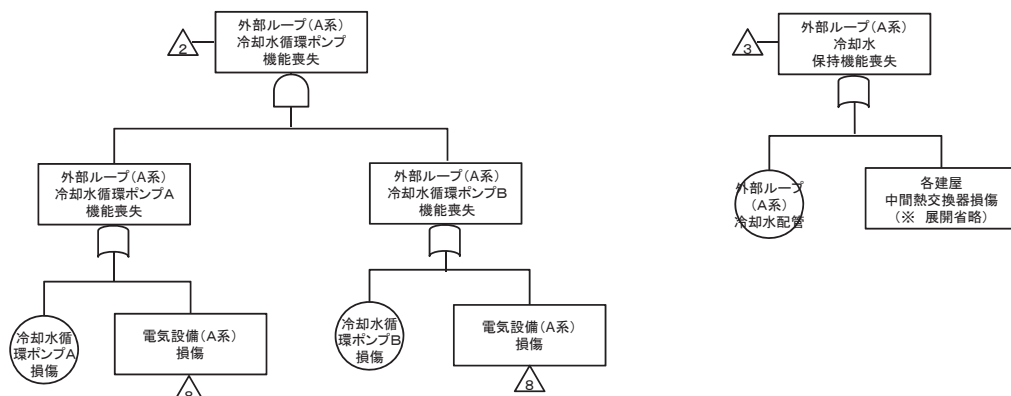 外部ループ(A系)
冷却水循環ポンプ
機能喪失
2
外部ループ(A系)
冷却水循環ポンプA
機能喪失
外部ループ(A系)
冷却水循環ポンプB
機能喪失
冷却水循
環ポンプA
損傷
電気設備(A系)
損傷
8
冷却水循
環ポンプB
損傷
電気設備(A系)
損傷
8
外部ループ(A系)
冷却水
保持機能喪失
3
外部ループ
(A系)
冷却水配管
各建屋
中間熱交換器損傷
(※ 展開省略)